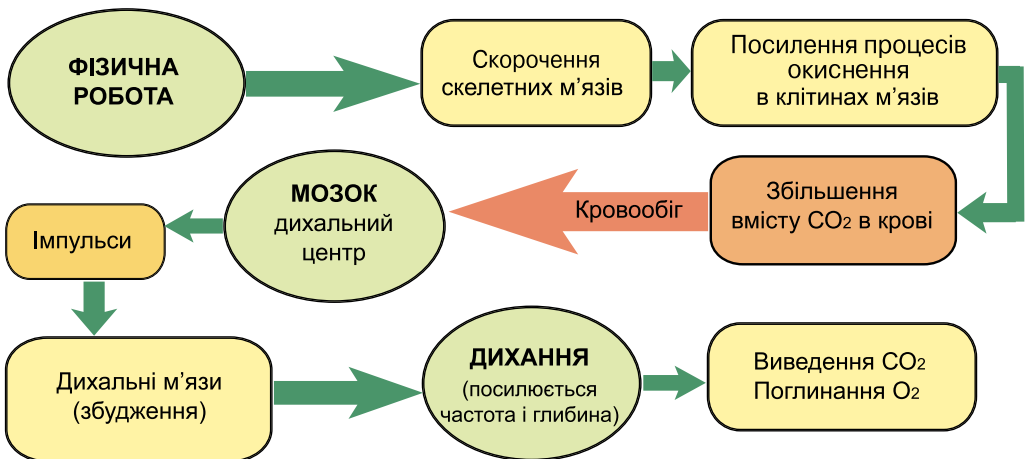 ФІЗИЧНА
РОБОТА
Скорочення
скелетних м’язів
Посилення процесів
окиснення
в клітинах м’язів
Збільшення
вмісту CO₂ в крові
Кровообіг
МОЗОК
дихальний
центр
Імпульси
Дихальні м’язи
(збудження)
ДИХАННЯ
(посилюється
частота і глибина)
Виведення CO₂
Поглинання O₂